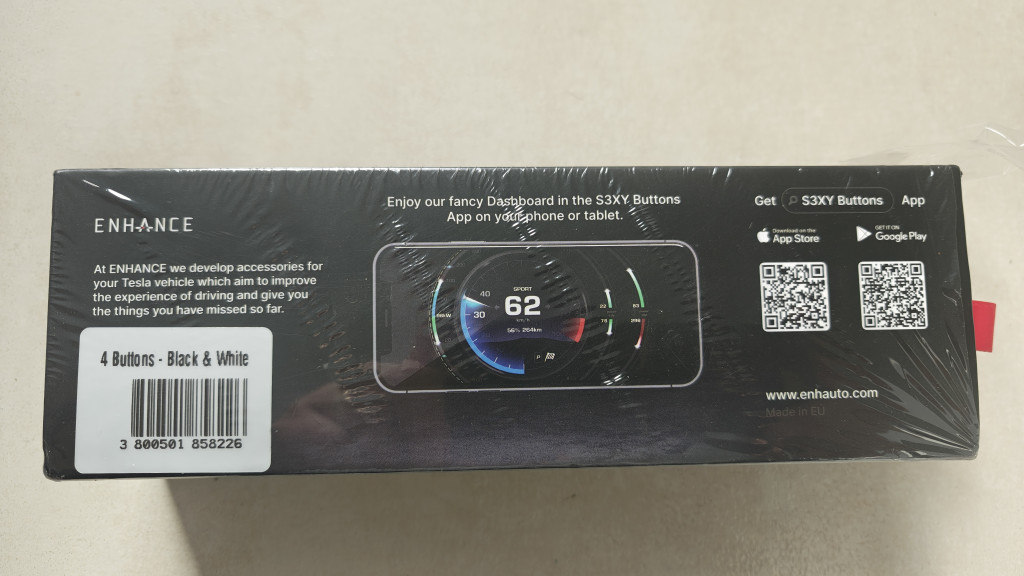 ENHANCE
At ENHANCE we develop accessories for
your Tesla vehicle which aim to improve
the experience of driving and give you
the things you have missed so far.
4 Buttons - Black & White
3 800501 858226
Enjoy our fancy Dashboard in the S3XY Buttons
App on your phone or tablet.
SPORT
62
km/h
40
30
56% 264km
P
Get S3XY Buttons App
Download on the
App Store
GET IT ON
Google Play
www.enhauto.com
Made in EU